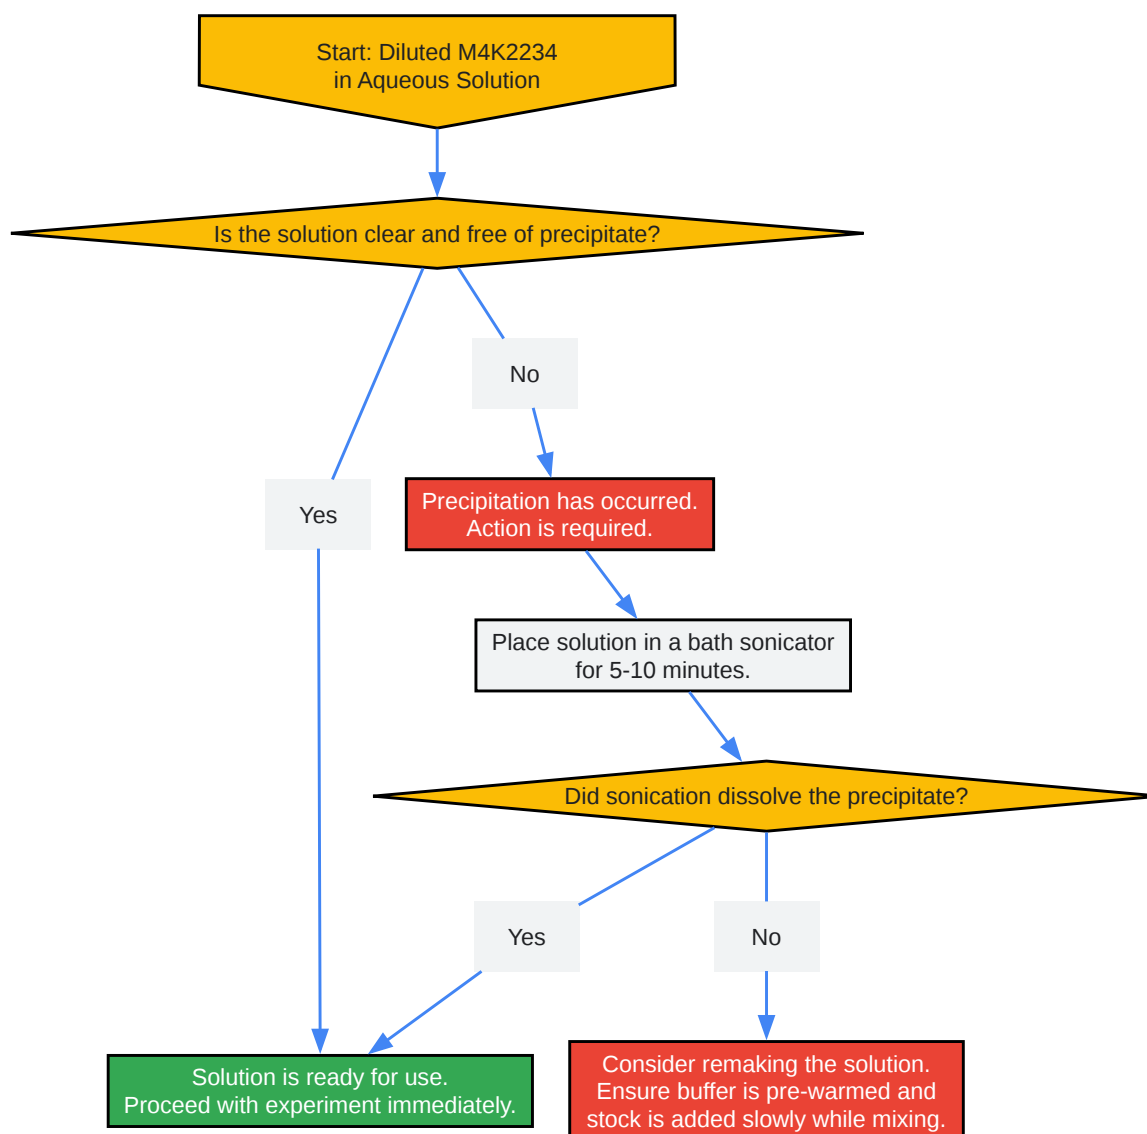 Start: Diluted M4K2234
in Aqueous Solution
Is the solution clear and free of precipitate?
No
Yes
Precipitation has occurred.
Action is required.
Place solution in a bath sonicator
for 5-10 minutes.
Did sonication dissolve the precipitate?
Yes
No
Solution is ready for use.
Proceed with experiment immediately.
Consider remaking the solution.
Ensure buffer is pre-warmed and
stock is added slowly while mixing.